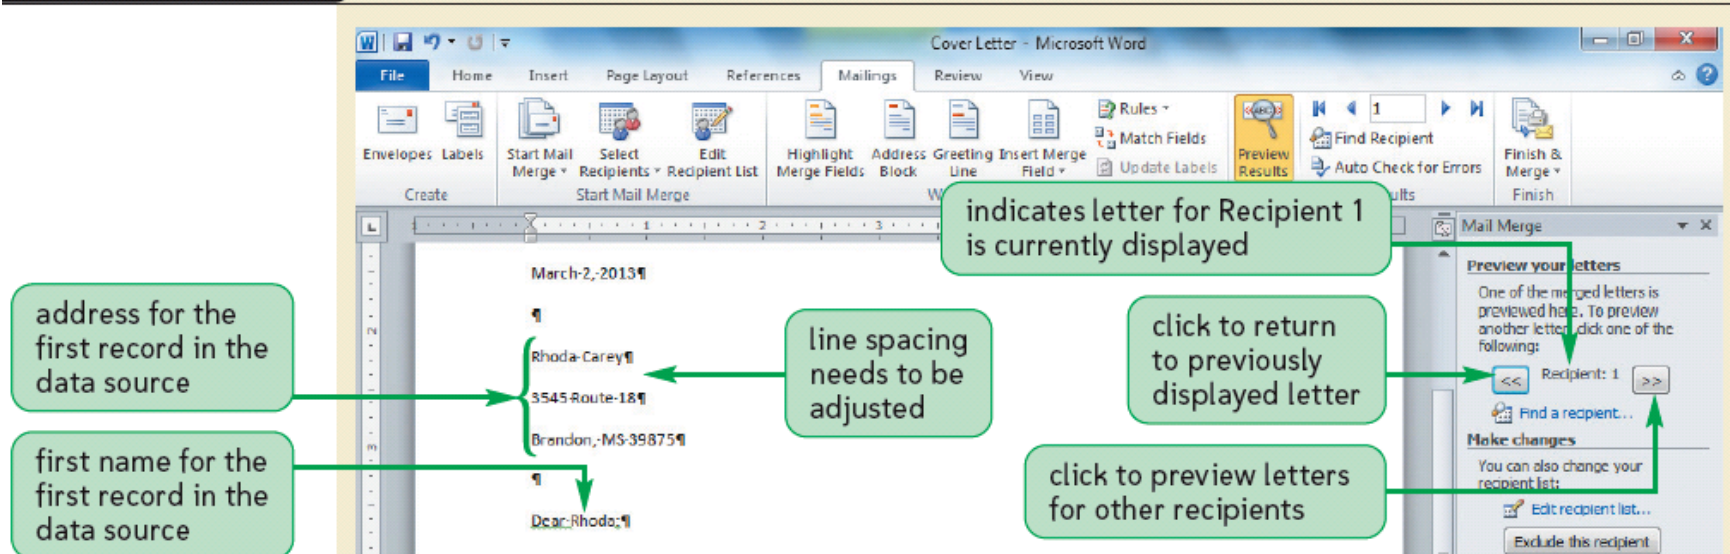 Cover Letter - Microsoft Word
File Home Insert Page Layout References Mailings Review View
Envelopes Labels
Start Mail Merge Select Recipients Edit Recipient List
Highlight Merge Fields Address Block Greeting Line Insert Merge Field
Rules
Match Fields
Update Labels
Preview Results
1
Find Recipient
Auto Check for Errors
Finish & Merge
Create Start Mail Merge Finish
indicates letter for Recipient 1
is currently displayed
March·2,·2013¶
¶
Rhoda·Carey¶
3545·Route·18¶
Brandon,·MS·39875¶
¶
Dear·Rhoda:¶
address for the
first record in the
data source
first name for the
first record in the
data source
line spacing
needs to be
adjusted
click to return
to previously
displayed letter
click to preview letters
for other recipients
Mail Merge
Preview your letters
One of the merged letters is
previewed here. To preview
another letter, click one of the
following:
<< Recipient: 1 >>
Find a recipient...
Make changes
You can also change your
recipient list:
Edit recipient list...
Exclude this recipient